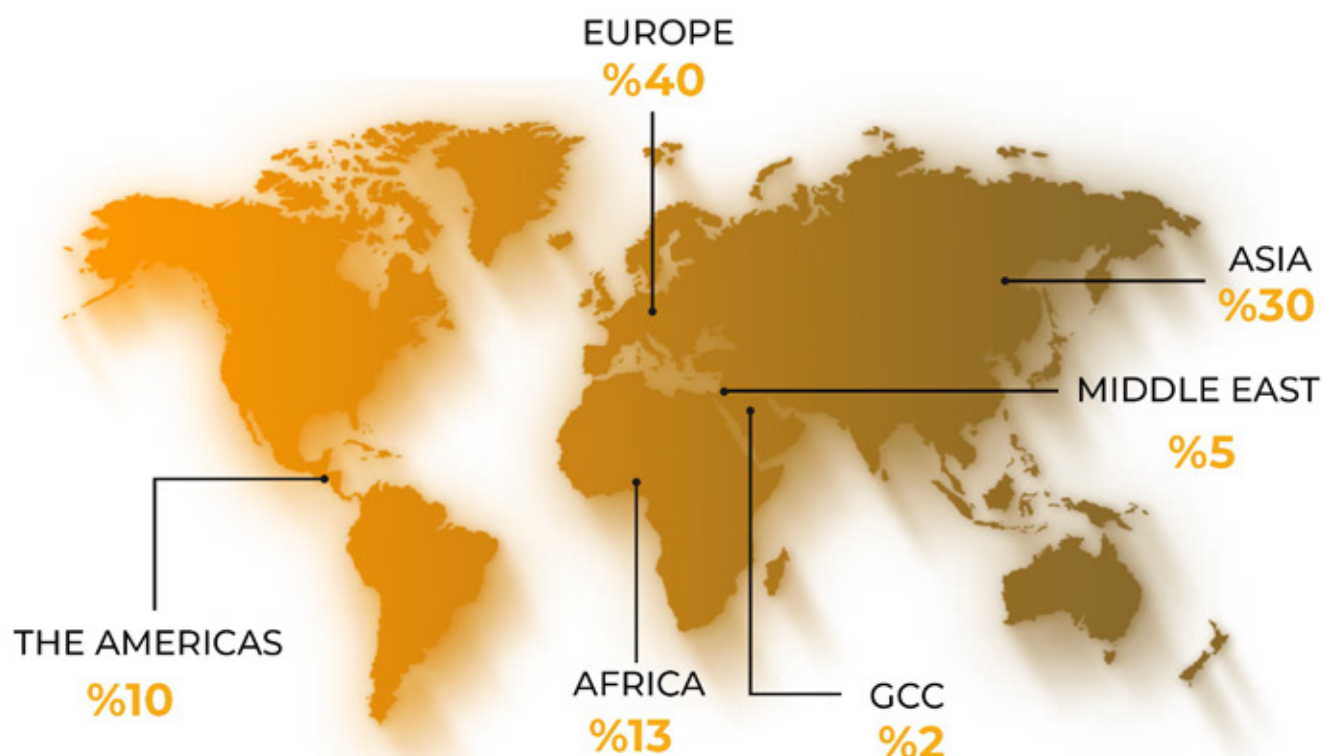 EUROPE
%40
ASIA
%30
MIDDLE EAST
%5
THE AMERICAS
%10
AFRICA
%13
GCC
%2